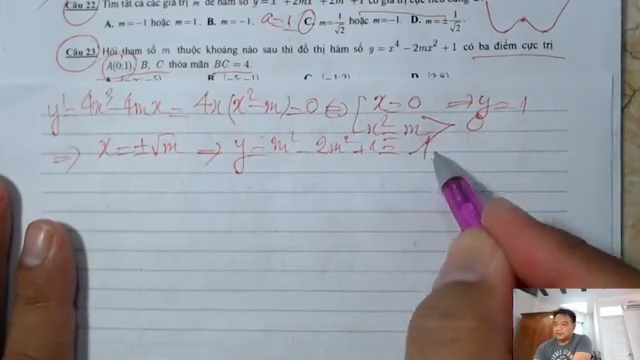 Câu 22. Tìm tất cả các giá trị m để hàm số
A. m = −1 hoặc m = 1. B. m = −1. a=1 C. m = 1/√2 hoặc m = −1. D. m = ± 1/√2.
Câu 23. Hỏi tham số m thuộc khoảng nào sau thì đồ thị hàm số y = x⁴ − 2mx² + 1 có ba điểm cực trị
A(0;1), B, C thỏa mãn BC = 4.
y' = 4x³ − 4mx = 4x(x² − m) = 0 ⇔ [ x = 0 ⇒ y = 1
x² = m > 0
⇒ x = ±√m ⇒ y = m² − 2m² + 1 =